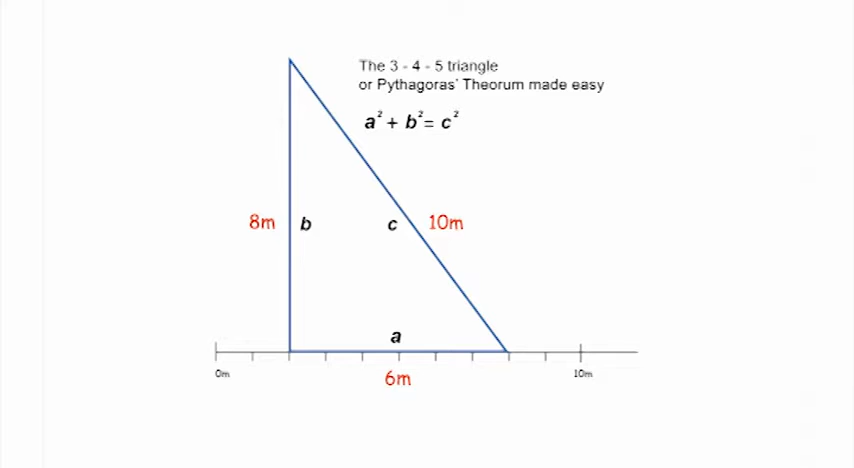 The 3 - 4 - 5 triangle
or Pythagoras' Theorum made easy
a² + b² = c²
8m
b
c
10m
a
0m
10m
6m